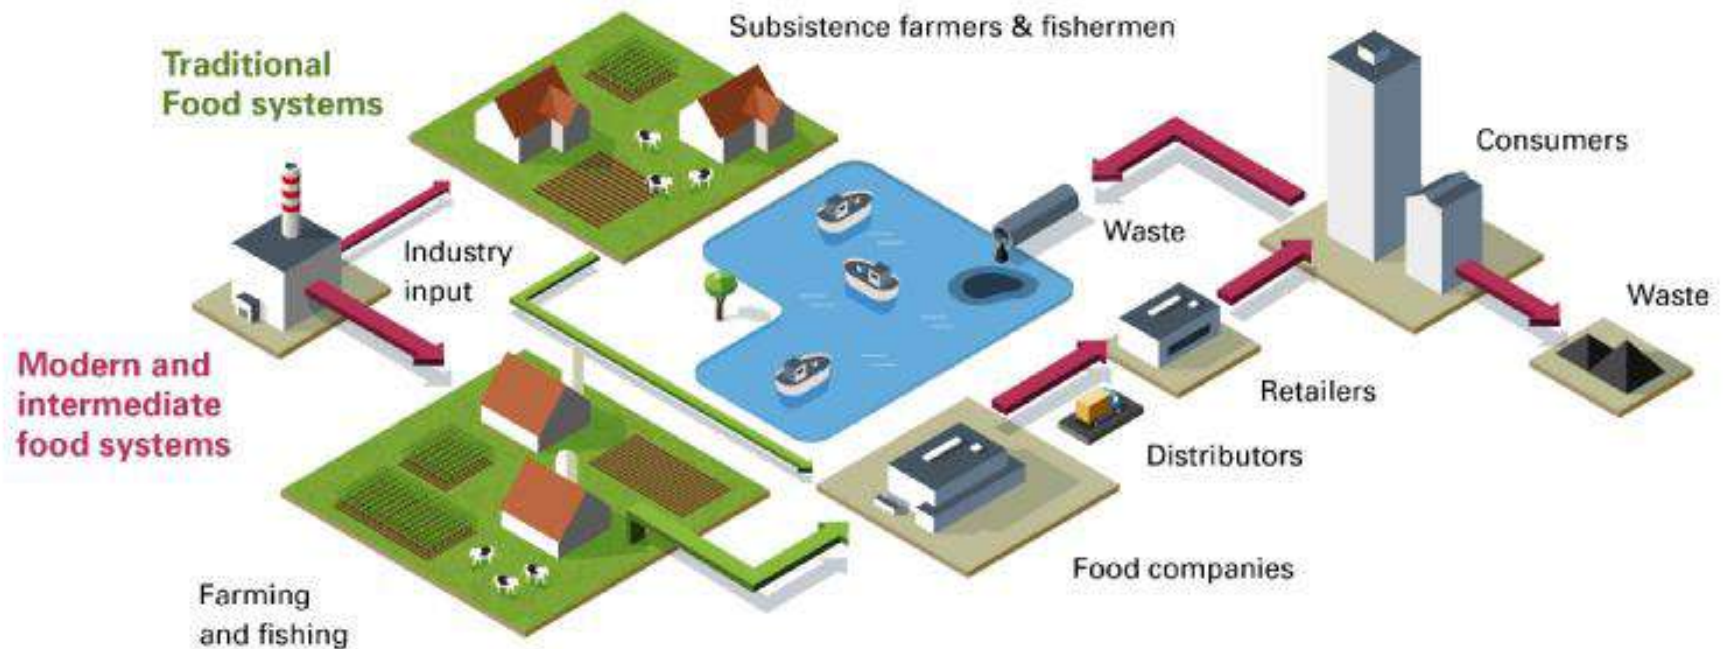 Subsistence farmers & fishermen
Traditional
Food systems
Consumers
Waste
Industry
input
Waste
Modern and
intermediate
food systems
Retailers
Distributors
Food companies
Farming
and fishing